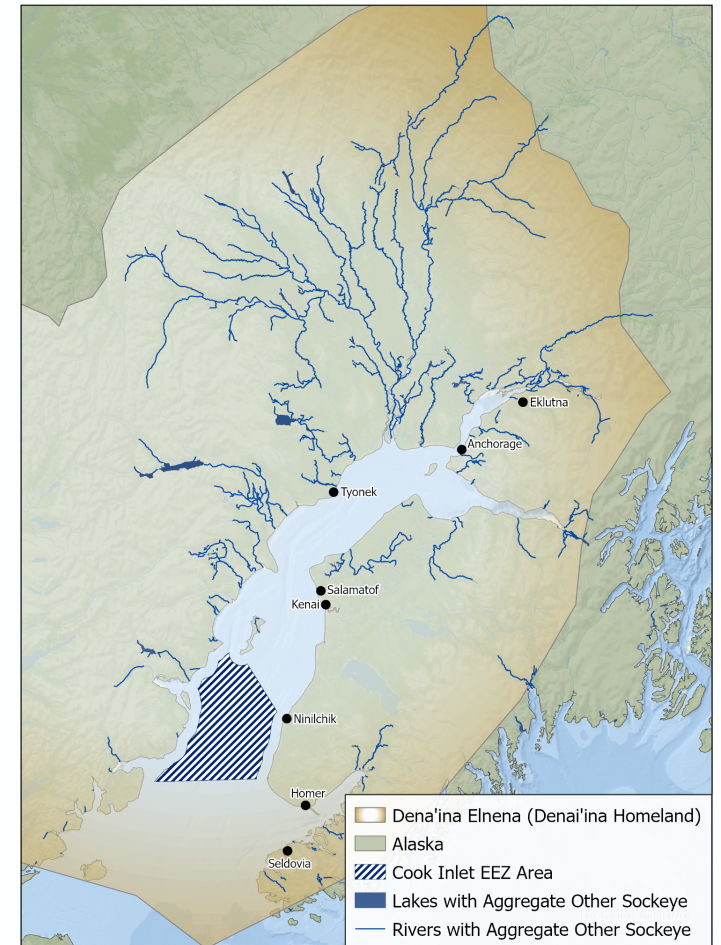 Eklutna
Anchorage
Tyonek
Salamatof
Kenai
Ninilchik
Homer
Seldovia
Dena'ina Elnena (Denai'ina Homeland)
Alaska
Cook Inlet EEZ Area
Lakes with Aggregate Other Sockeye
Rivers with Aggregate Other Sockeye